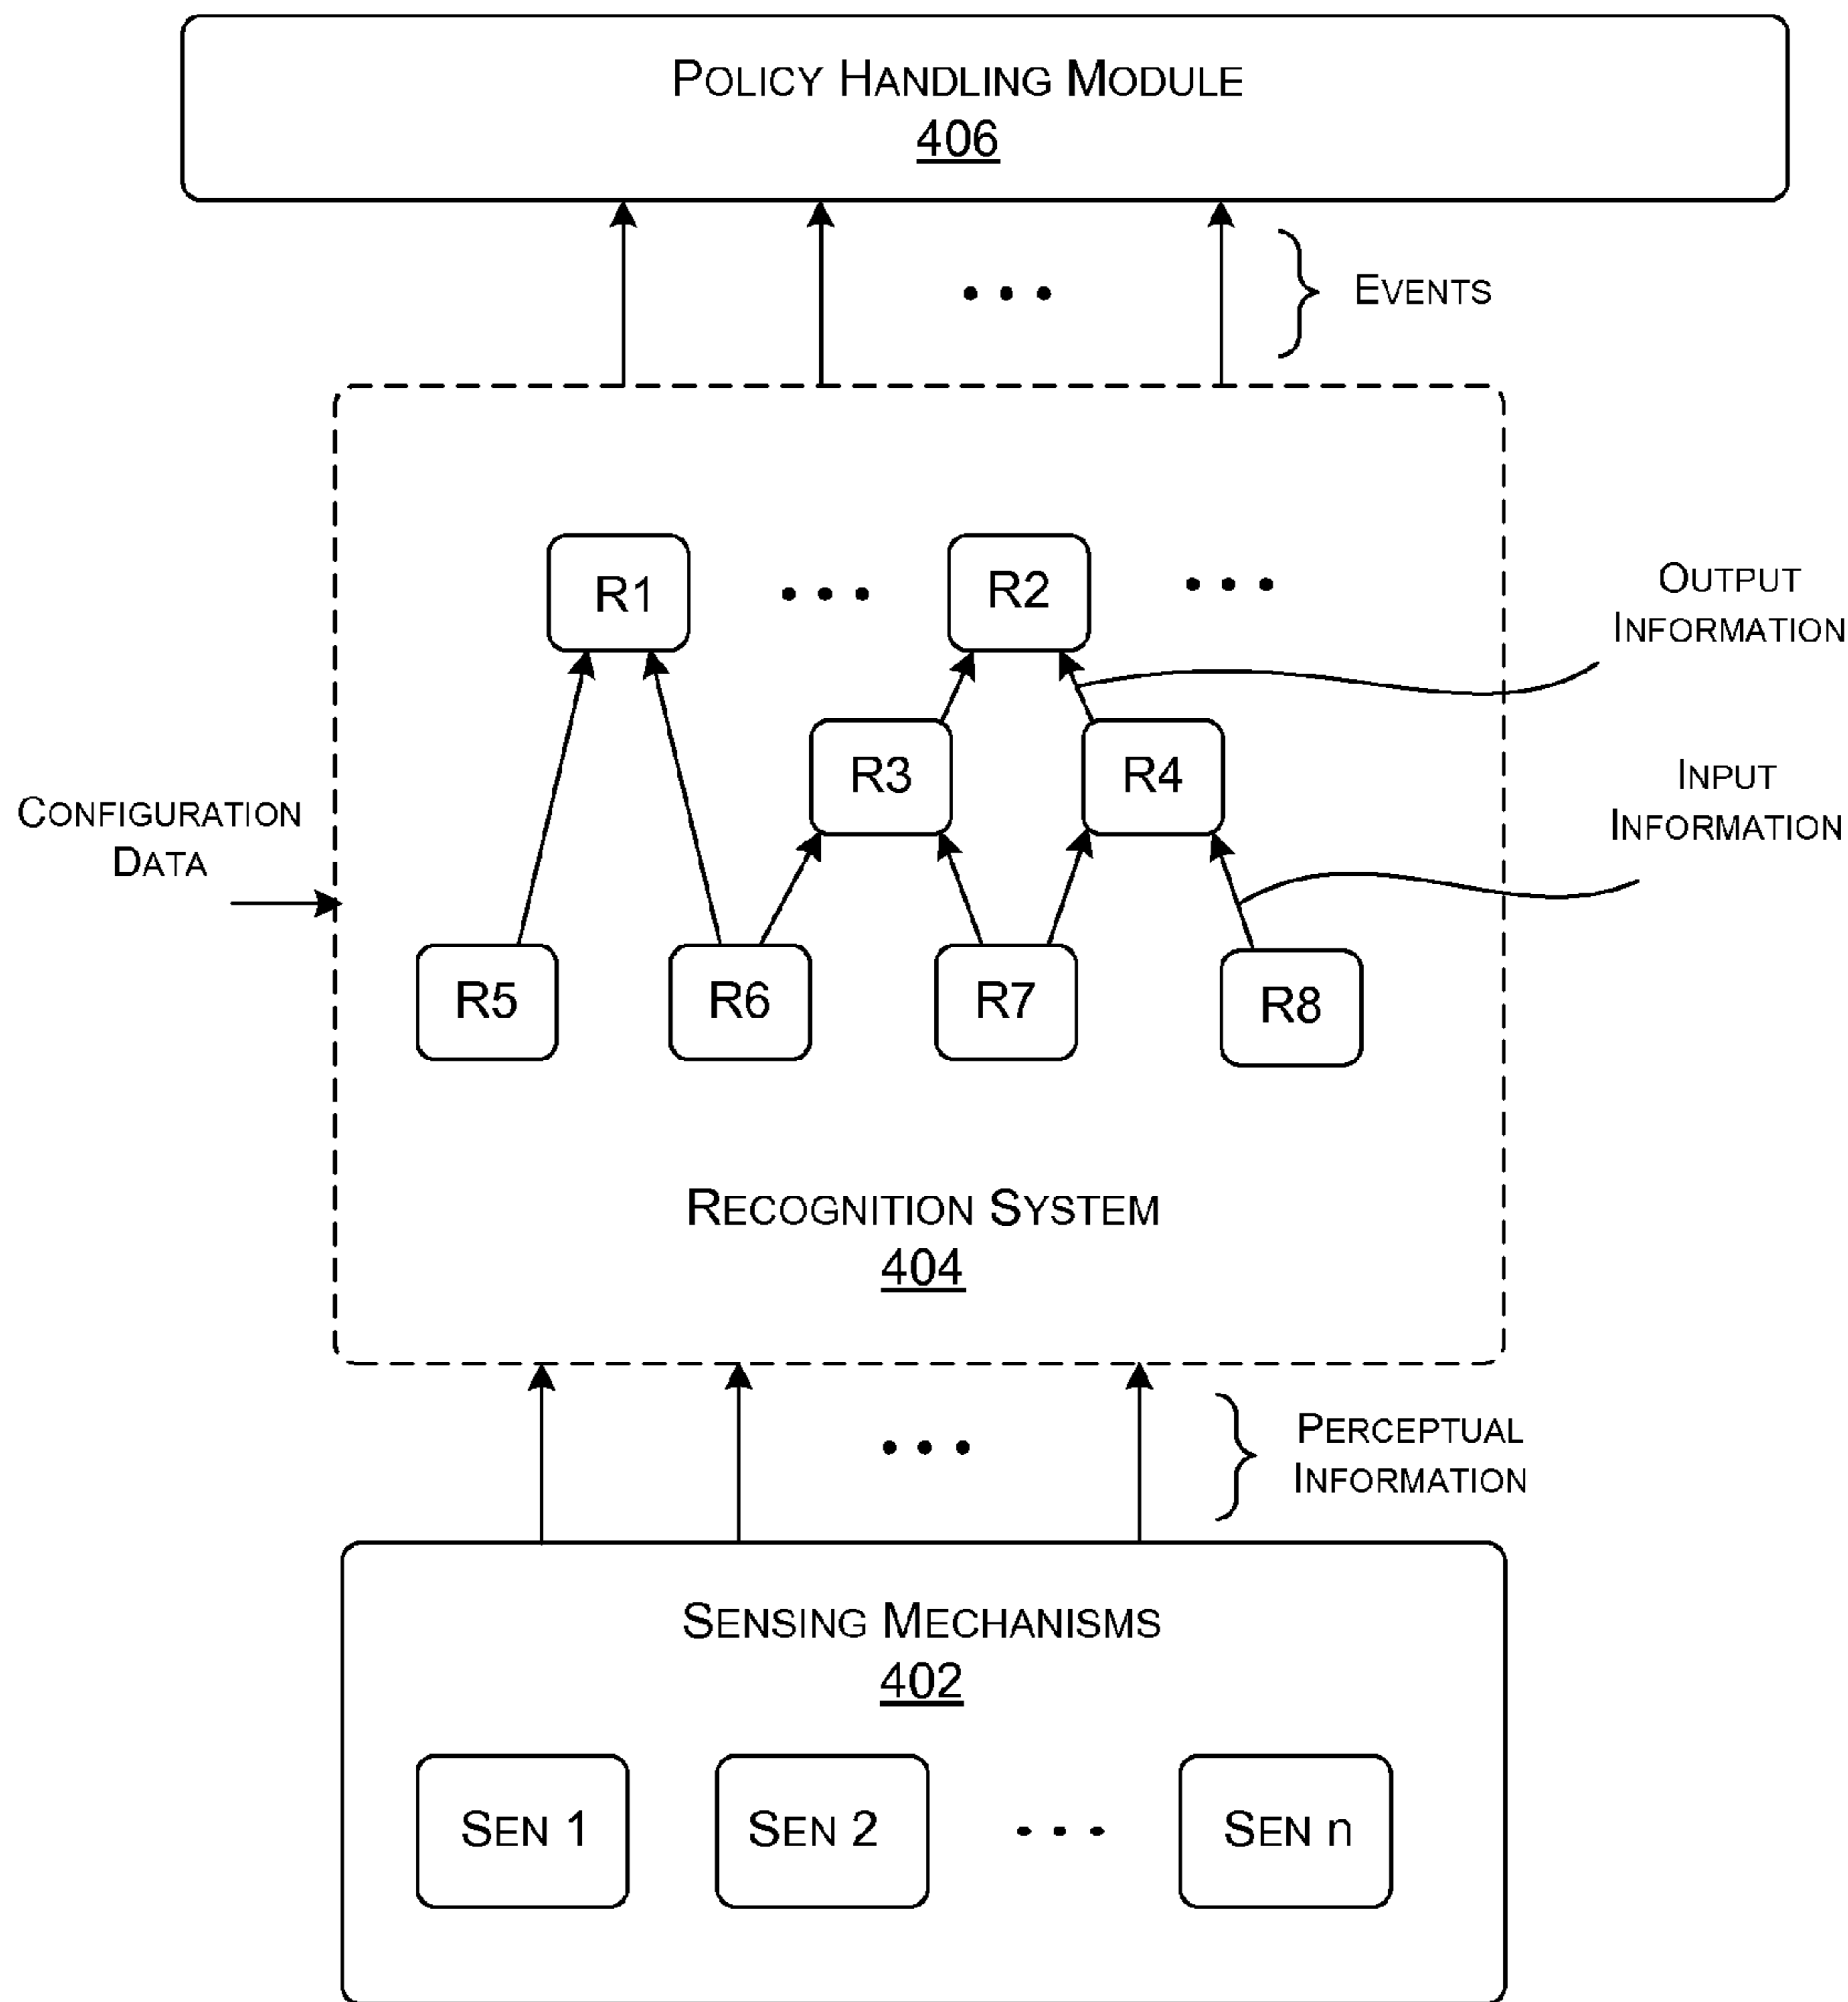 POLICY HANDLING MODULE
406
EVENTS
R1
R2
OUTPUT
INFORMATION
R3
R4
INPUT
INFORMATION
CONFIGURATION
DATA
R5
R6
R7
R8
RECOGNITION SYSTEM
404
PERCEPTUAL
INFORMATION
SENSING MECHANISMS
402
SEN 1
SEN 2
SEN n